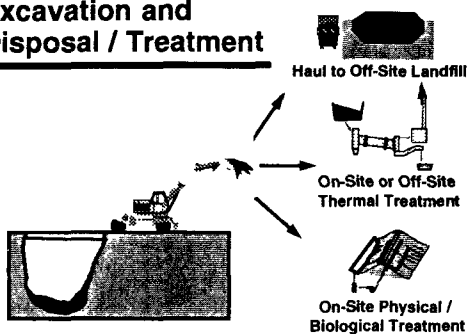 xcavation and
isposal / Treatment
Haul to Off-Site Landfill
On-Site or Off-Site
Thermal Treatment
On-Site Physical /
Biological Treatment